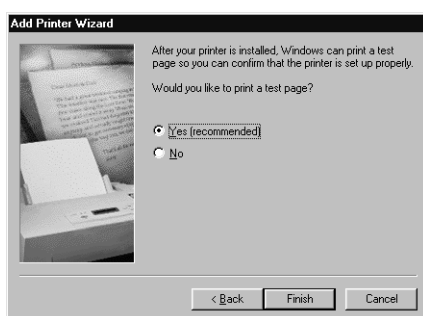 Add Printer Wizard
After your printer is installed, Windows can print a test
page so you can confirm that the printer is set up properly.
Would you like to print a test page?
Yes (recommended)
No
< Back
Finish
Cancel